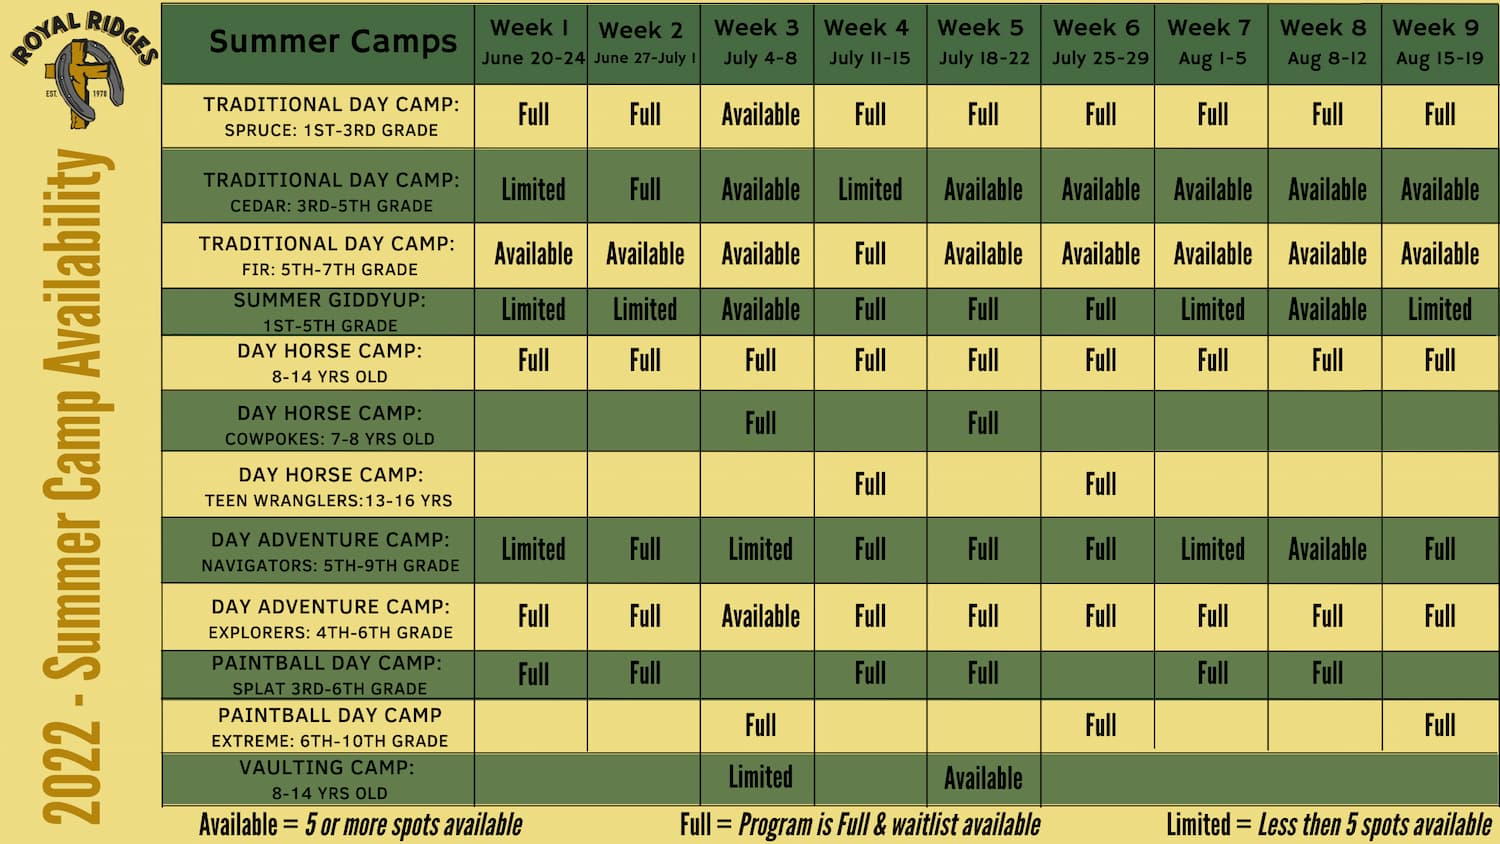 ROYAL RIDGES
EST. 1978
2022 - Summer Camp Availability
Summer Camps Week 1 Week 2 Week 3 Week 4 Week 5 Week 6 Week 7 Week 8 Week 9
June 20-24 June 27-July 1 July 4-8 July 11-15 July 18-22 July 25-29 Aug 1-5 Aug 8-12 Aug 15-19
TRADITIONAL DAY CAMP:
SPRUCE: 1ST-3RD GRADE
Full Full Available Full Full Full Full Full Full
TRADITIONAL DAY CAMP:
CEDAR: 3RD-5TH GRADE
Limited Full Available Limited Available Available Available Available Available
TRADITIONAL DAY CAMP:
FIR: 5TH-7TH GRADE
Available Available Available Full Available Available Available Available Available
SUMMER GIDDYUP:
1ST-5TH GRADE
Limited Limited Available Full Full Full Limited Available Limited
DAY HORSE CAMP:
8-14 YRS OLD
Full Full Full Full Full Full Full Full Full
DAY HORSE CAMP:
COWPOKES: 7-8 YRS OLD
Full Full
DAY HORSE CAMP:
TEEN WRANGLERS:13-16 YRS
Full Full
DAY ADVENTURE CAMP:
NAVIGATORS: 5TH-9TH GRADE
Limited Full Limited Full Full Full Limited Available Full
DAY ADVENTURE CAMP:
EXPLORERS: 4TH-6TH GRADE
Full Full Available Full Full Full Full Full Full
PAINTBALL DAY CAMP:
SPLAT 3RD-6TH GRADE
Full Full Full Full Full Full
PAINTBALL DAY CAMP
EXTREME: 6TH-10TH GRADE
Full Full Full
VAULTING CAMP:
8-14 YRS OLD
Limited Available
Available = 5 or more spots available Full = Program is Full & waitlist available Limited = Less then 5 spots available